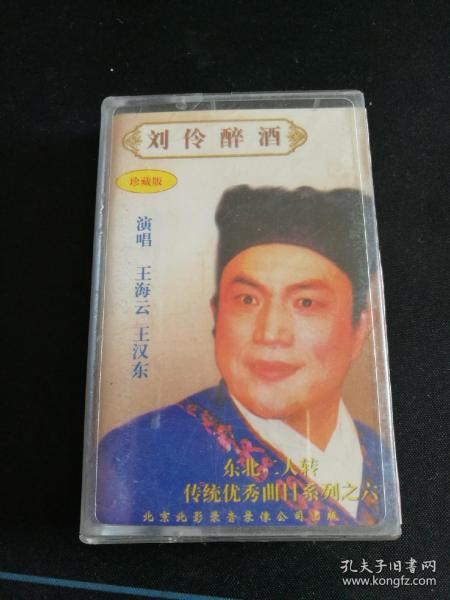 刘伶醉酒
珍藏版
演唱 王海云 王汉东
东北二人转
传统优秀曲目系列之六
北京北影录音录像公司出版
孔夫子旧书网
www.kongfz.com